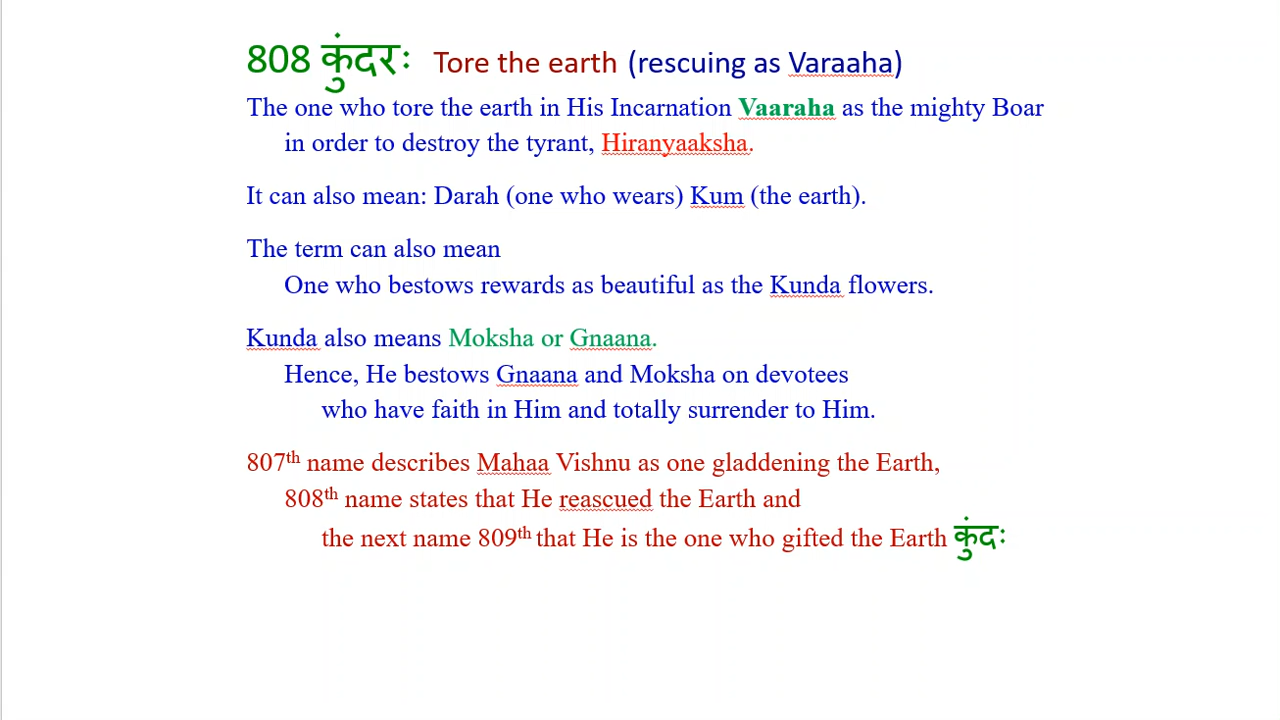 808 कुंदरः Tore the earth (rescuing as Varaaha)
The one who tore the earth in His Incarnation Vaaraha as the mighty Boar
in order to destroy the tyrant, Hiranyaaksha.
It can also mean: Darah (one who wears) Kum (the earth).
The term can also mean
One who bestows rewards as beautiful as the Kunda flowers.
Kunda also means Moksha or Gnaana.
Hence, He bestows Gnaana and Moksha on devotees
who have faith in Him and totally surrender to Him.
807th name describes Mahaa Vishnu as one gladdening the Earth,
808th name states that He reascued the Earth and
the next name 809th that He is the one who gifted the Earth कुंदः